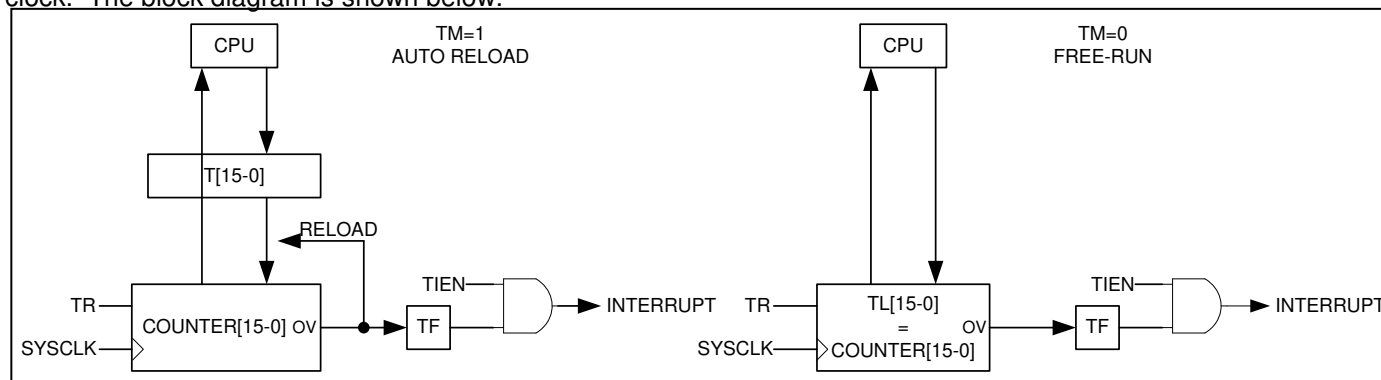 clock. The block diagram is shown below.
CPU
TM=1
AUTO RELOAD
T[15-0]
RELOAD
TR
SYSCLK
COUNTER[15-0] OV
TF
TIEN
INTERRUPT
CPU
TM=0
FREE-RUN
TR
SYSCLK
TL[15-0]
=
COUNTER[15-0]
OV
TF
TIEN
INTERRUPT